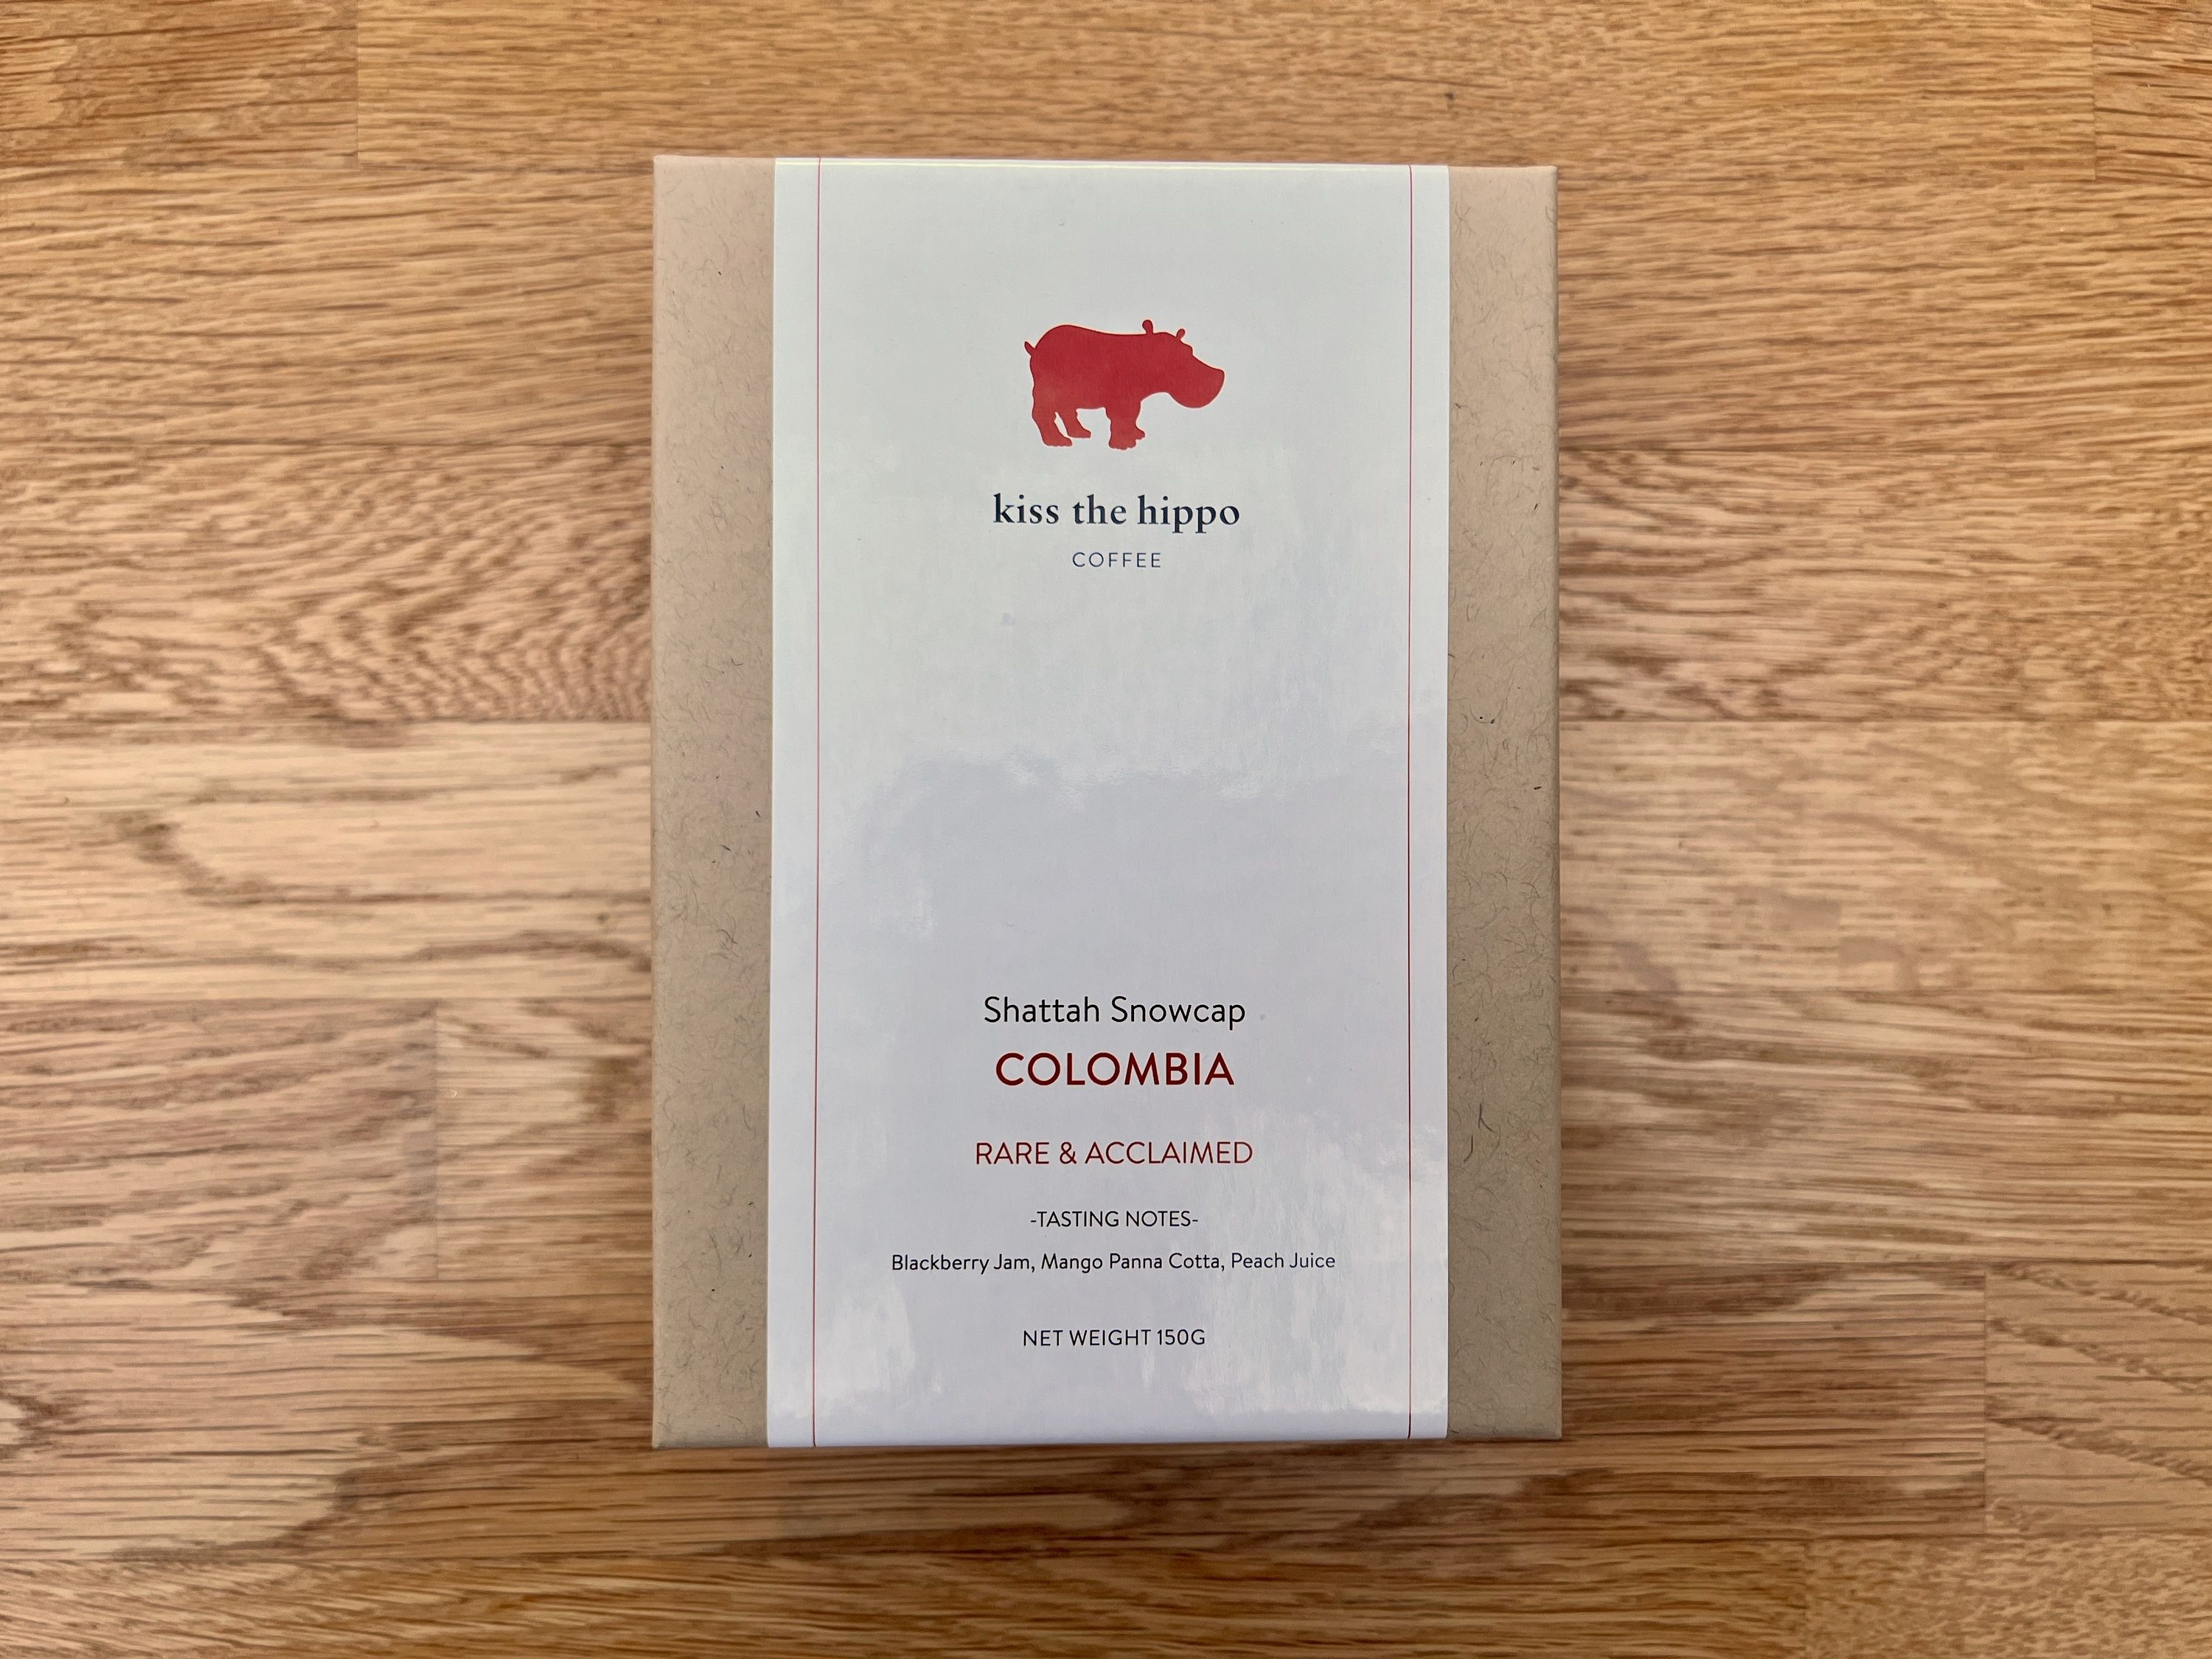 kiss the hippo
COFFEE
Shattah Snowcap
COLOMBIA
RARE & ACCLAIMED
-TASTING NOTES-
Blackberry Jam, Mango Panna Cotta, Peach Juice
NET WEIGHT 150G